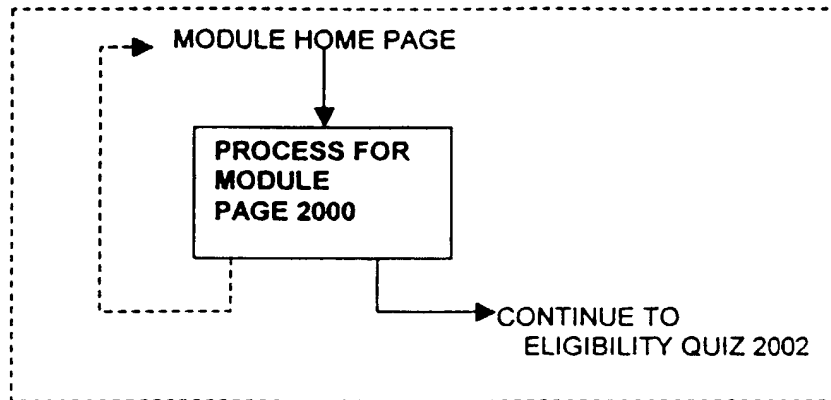 MODULE HOME PAGE
PROCESS FOR
MODULE
PAGE 2000
CONTINUE TO
ELIGIBILITY QUIZ 2002